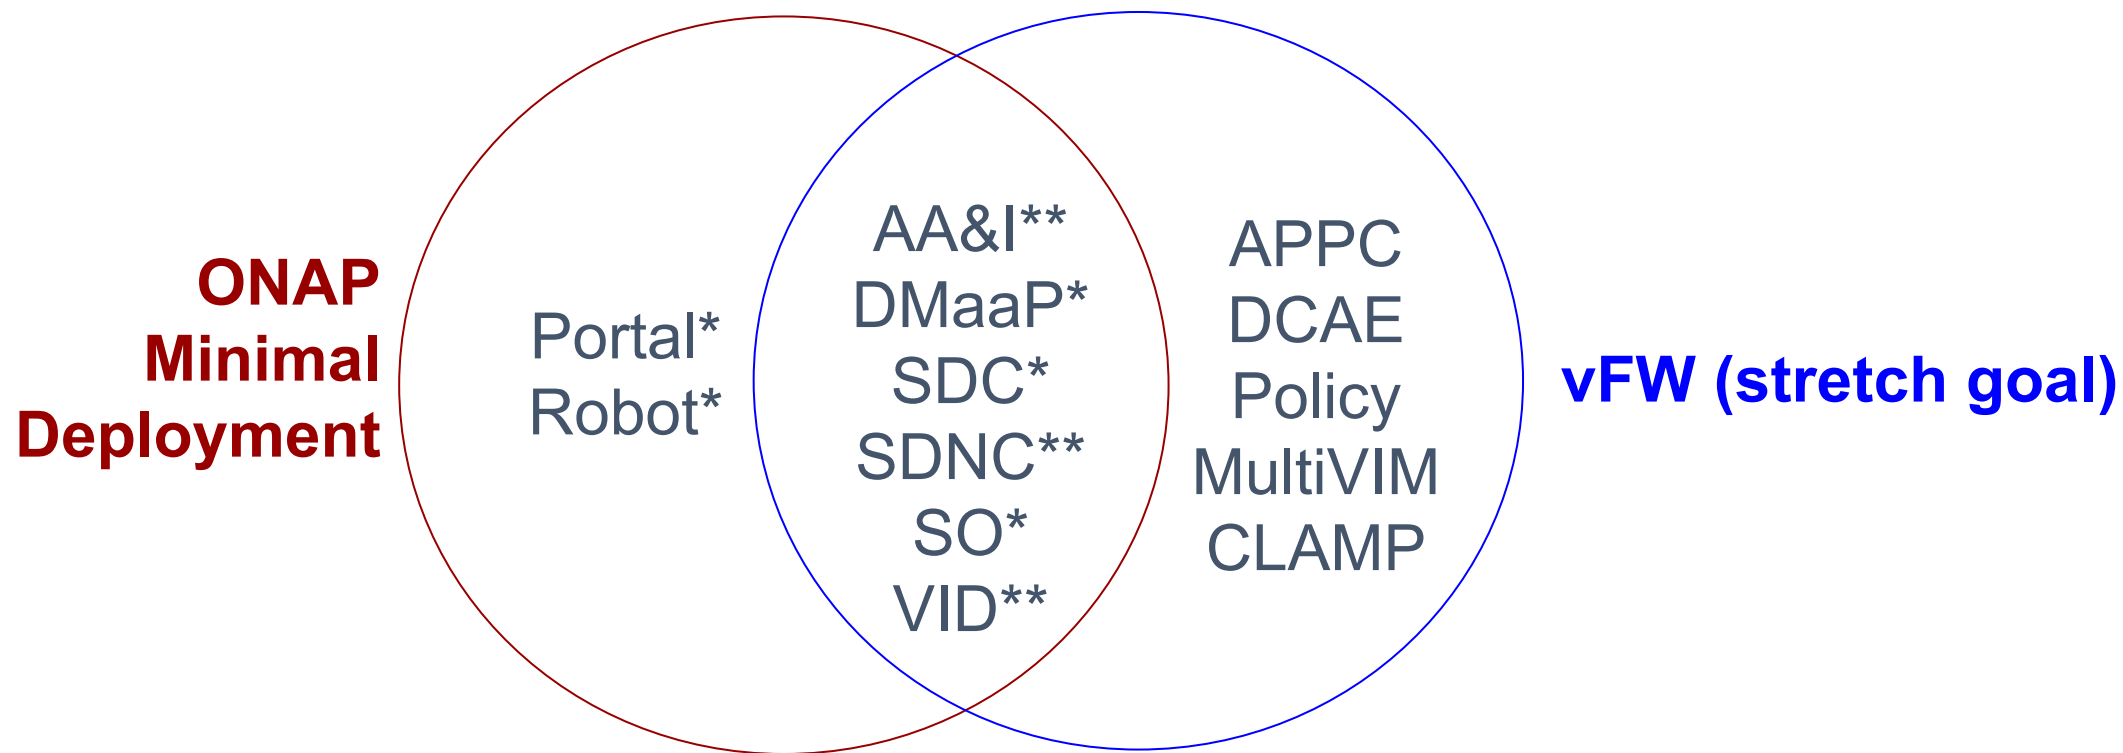 ONAP
Minimal
Deployment
Portal*
Robot*
AA&I**
DMaaP*
SDC*
SDNC**
SO*
VID**
APPC
DCAE
Policy
MultiVIM
CLAMP
vFW (stretch goal)